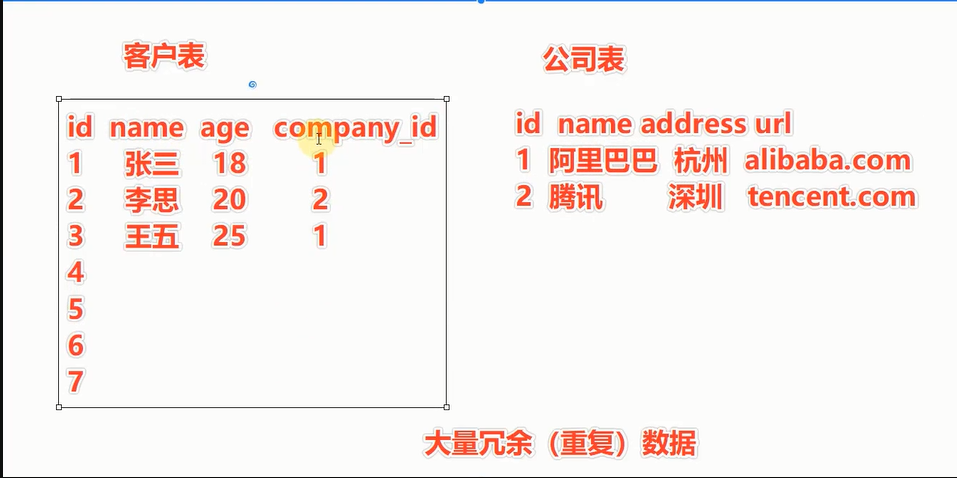 客户表
id name age company_id
1 张三 18 1
2 李思 20 2
3 王五 25 1
4
5
6
7
公司表
id name address url
1 阿里巴巴 杭州 alibaba.com
2 腾讯 深圳 tencent.com
大量冗余（重复）数据